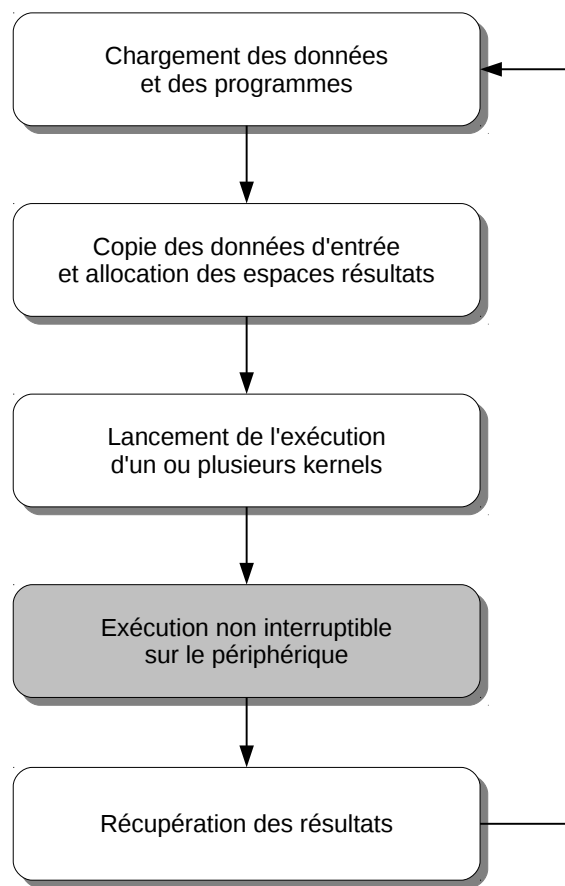 Chargement des données
et des programmes
Copie des données d'entrée
et allocation des espaces résultats
Lancement de l'exécution
d'un ou plusieurs kernels
Exécution non interruptible
sur le périphérique
Récupération des résultats